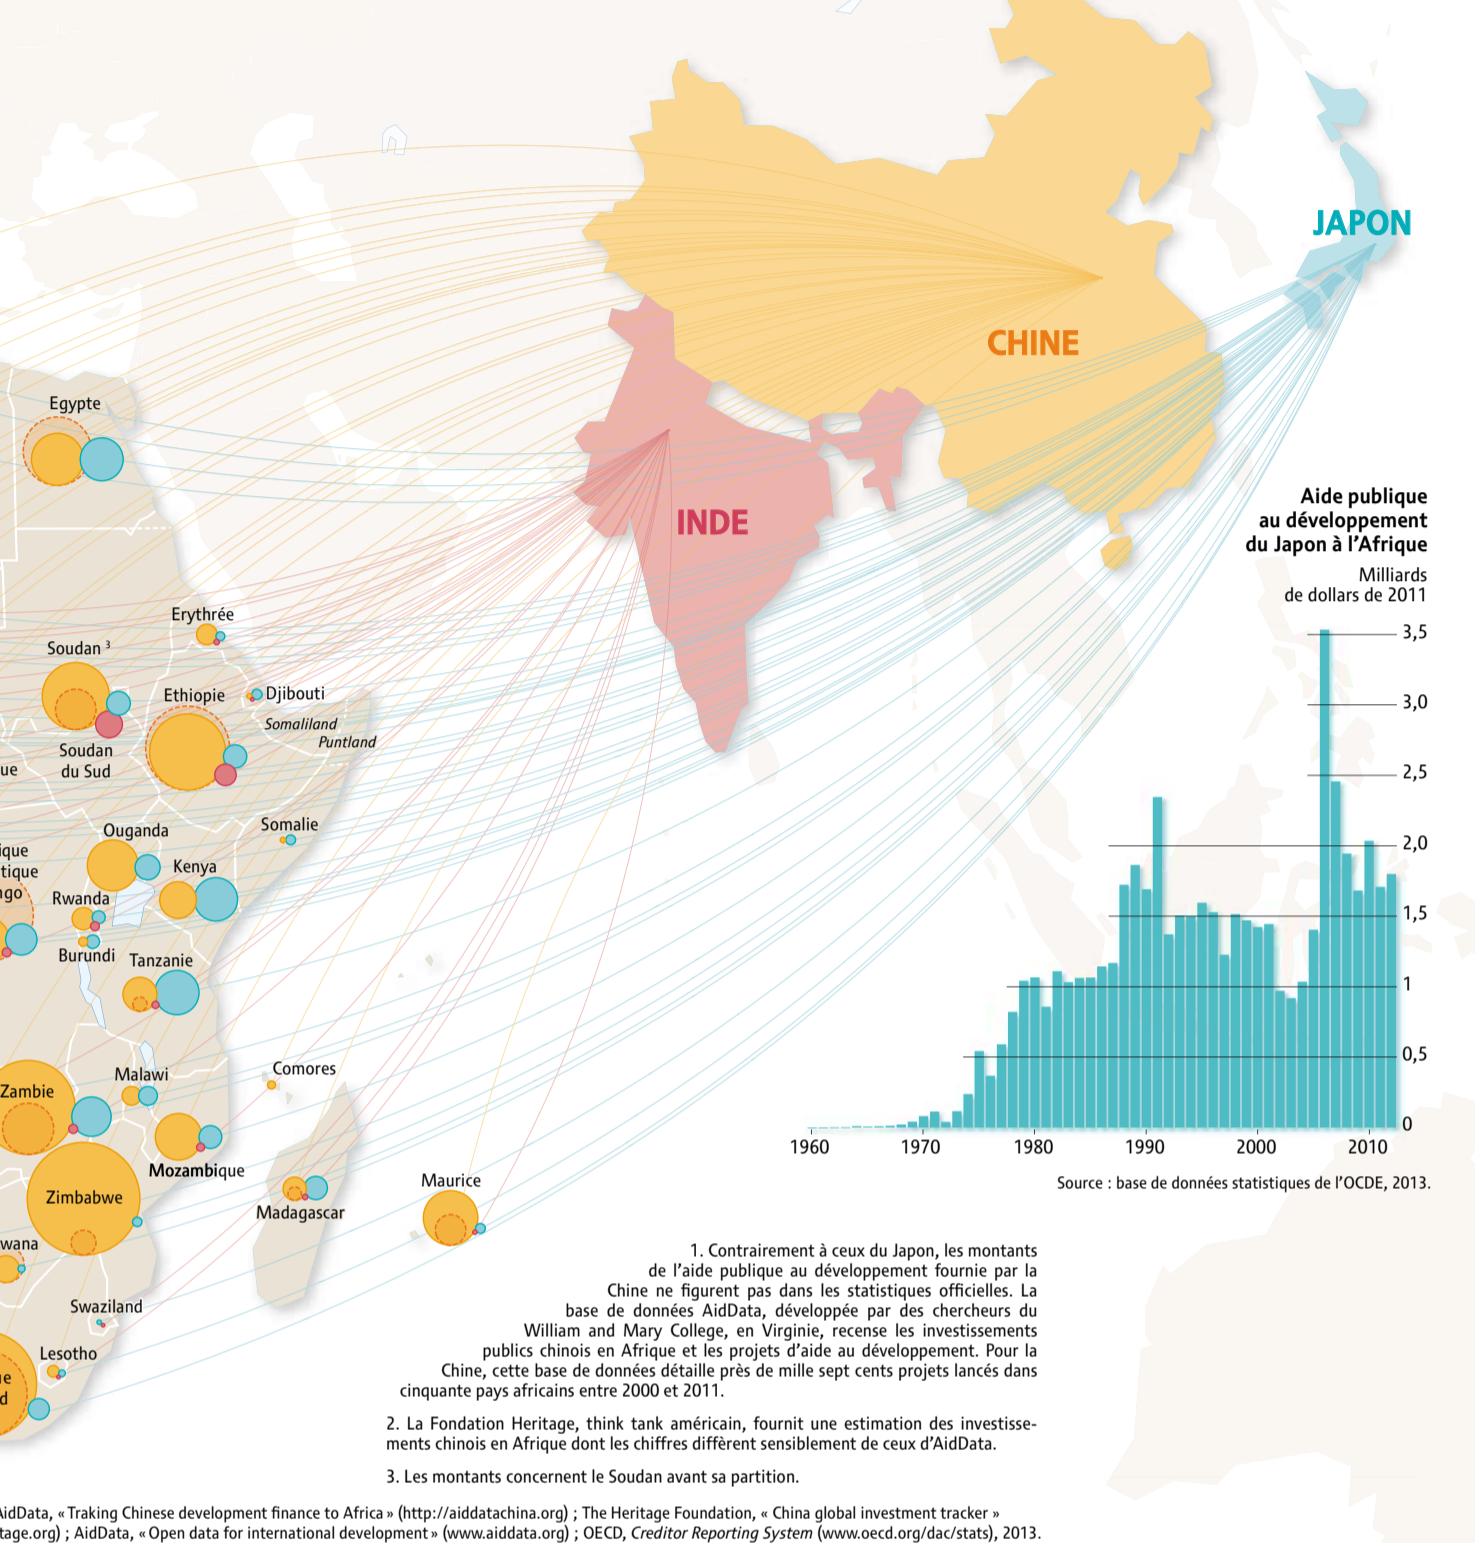 JAPON
CHINE
INDE
Egypte
Erythrée
Soudan 3
Ethiopie
Djibouti
Somaliland
Puntland
Soudan
du Sud
ue
Ouganda
Somalie
ique
tique
ngo
Kenya
Rwanda
Burundi
Tanzanie
Comores
Malawi
Zambie
Mozambique
Zimbabwe
Madagascar
Maurice
wana
Swaziland
Lesotho
ue
d
Aide publique
au développement
du Japon à l’Afrique
Milliards
de dollars de 2011
3,5
3,0
2,5
2,0
1,5
1
0,5
0
1960 1970 1980 1990 2000 2010
Source : base de données statistiques de l’OCDE, 2013.
1. Contrairement à ceux du Japon, les montants
de l’aide publique au développement fournie par la
Chine ne figurent pas dans les statistiques officielles. La
base de données AidData, développée par des chercheurs du
William and Mary College, en Virginie, recense les investissements
publics chinois en Afrique et les projets d’aide au développement. Pour la
Chine, cette base de données détaille près de mille sept cents projets lancés dans
cinquante pays africains entre 2000 et 2011.
2. La Fondation Heritage, think tank américain, fournit une estimation des investisse-
ments chinois en Afrique dont les chiffres diffèrent sensiblement de ceux d’AidData.
3. Les montants concernent le Soudan avant sa partition.
AidData, « Traking Chinese development finance to Africa » (http://aiddatachina.org) ; The Heritage Foundation, « China global investment tracker »
tage.org) ; AidData, « Open data for international development » (www.aiddata.org) ; OECD, Creditor Reporting System (www.oecd.org/dac/stats), 2013.